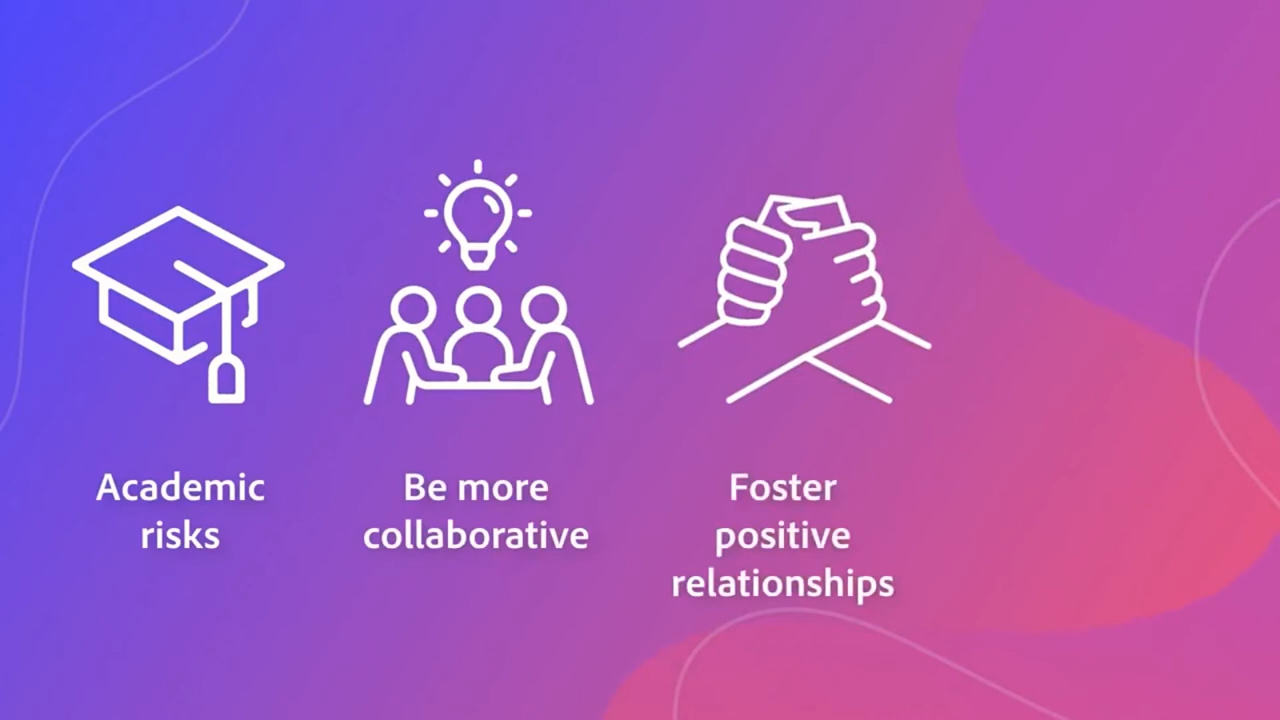 Academic
risks
Be more
collaborative
Foster
positive
relationships